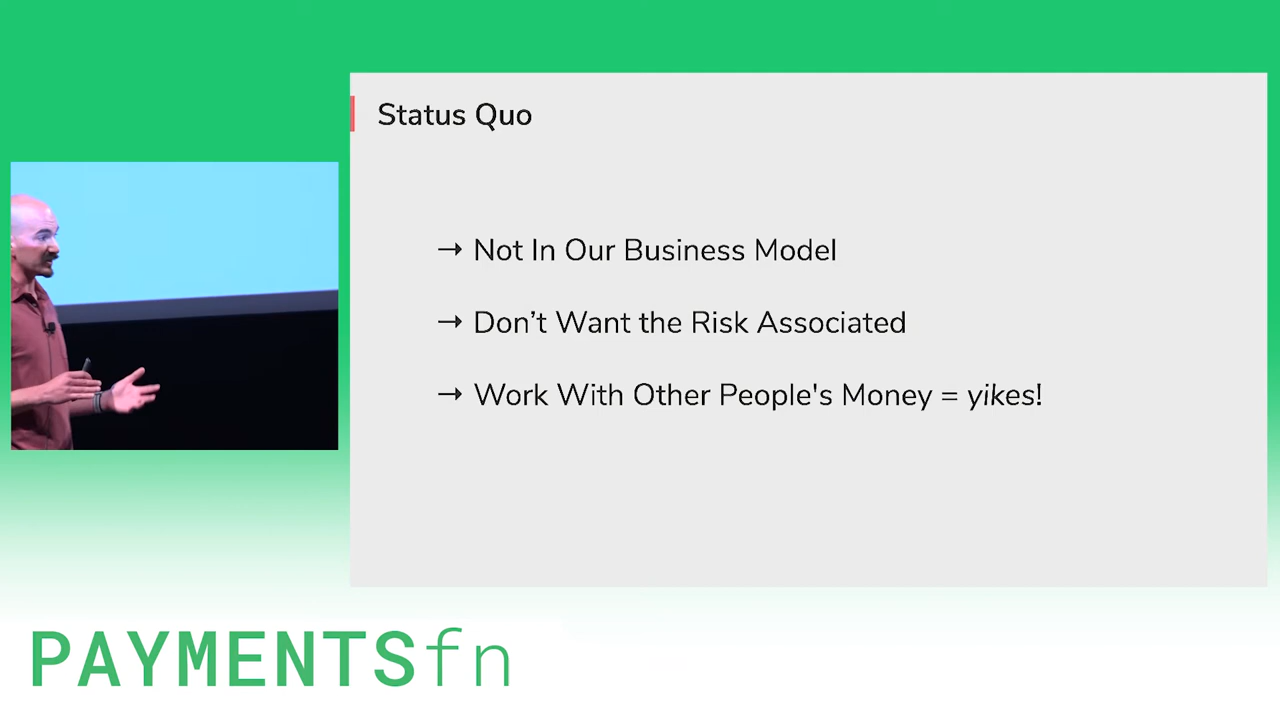 Status Quo
→ Not In Our Business Model
→ Don’t Want the Risk Associated
→ Work With Other People's Money = yikes!
PAYMENTSfn